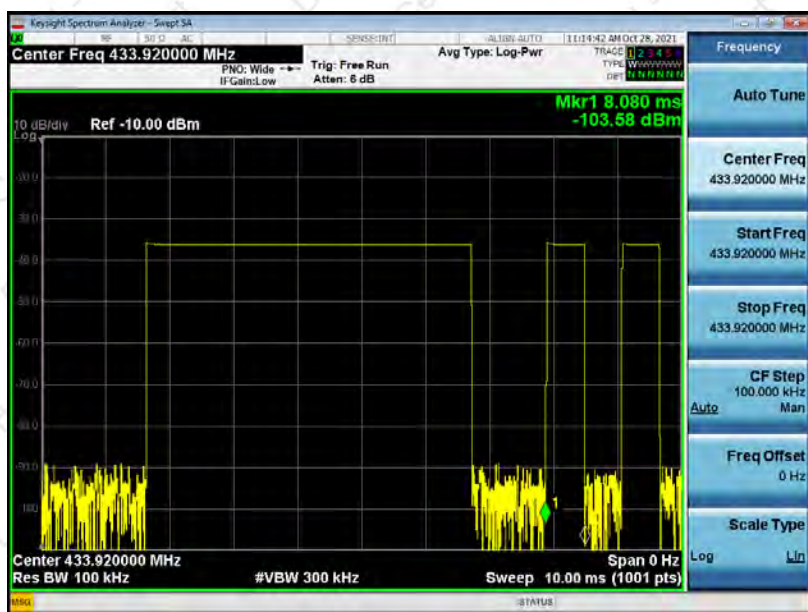 Keysight Spectrum Analyzer - Swept SA
RF 50 Ω AC SENSE:INT ALIGN AUTO 11:14:42 AM Oct 28, 2021
Center Freq 433.920000 MHz
PNO: Wide
IFGain:Low
Trig: Free Run
Atten: 6 dB
Avg Type: Log-Pwr
TRACE 1 2 3 4 5 6
TYPE
DET N N N N N N
Mkr1 8.080 ms
-103.58 dBm
10 dB/div Ref -10.00 dBm
Log
1
Center 433.920000 MHz
Span 0 Hz
Res BW 100 kHz
#VBW 300 kHz
Sweep 10.00 ms (1001 pts)
MSG
STATUS
Frequency
Auto Tune
Center Freq
433.920000 MHz
Start Freq
433.920000 MHz
Stop Freq
433.920000 MHz
CF Step
100.000 kHz
Auto Man
Freq Offset
0 Hz
Scale Type
Log Lin